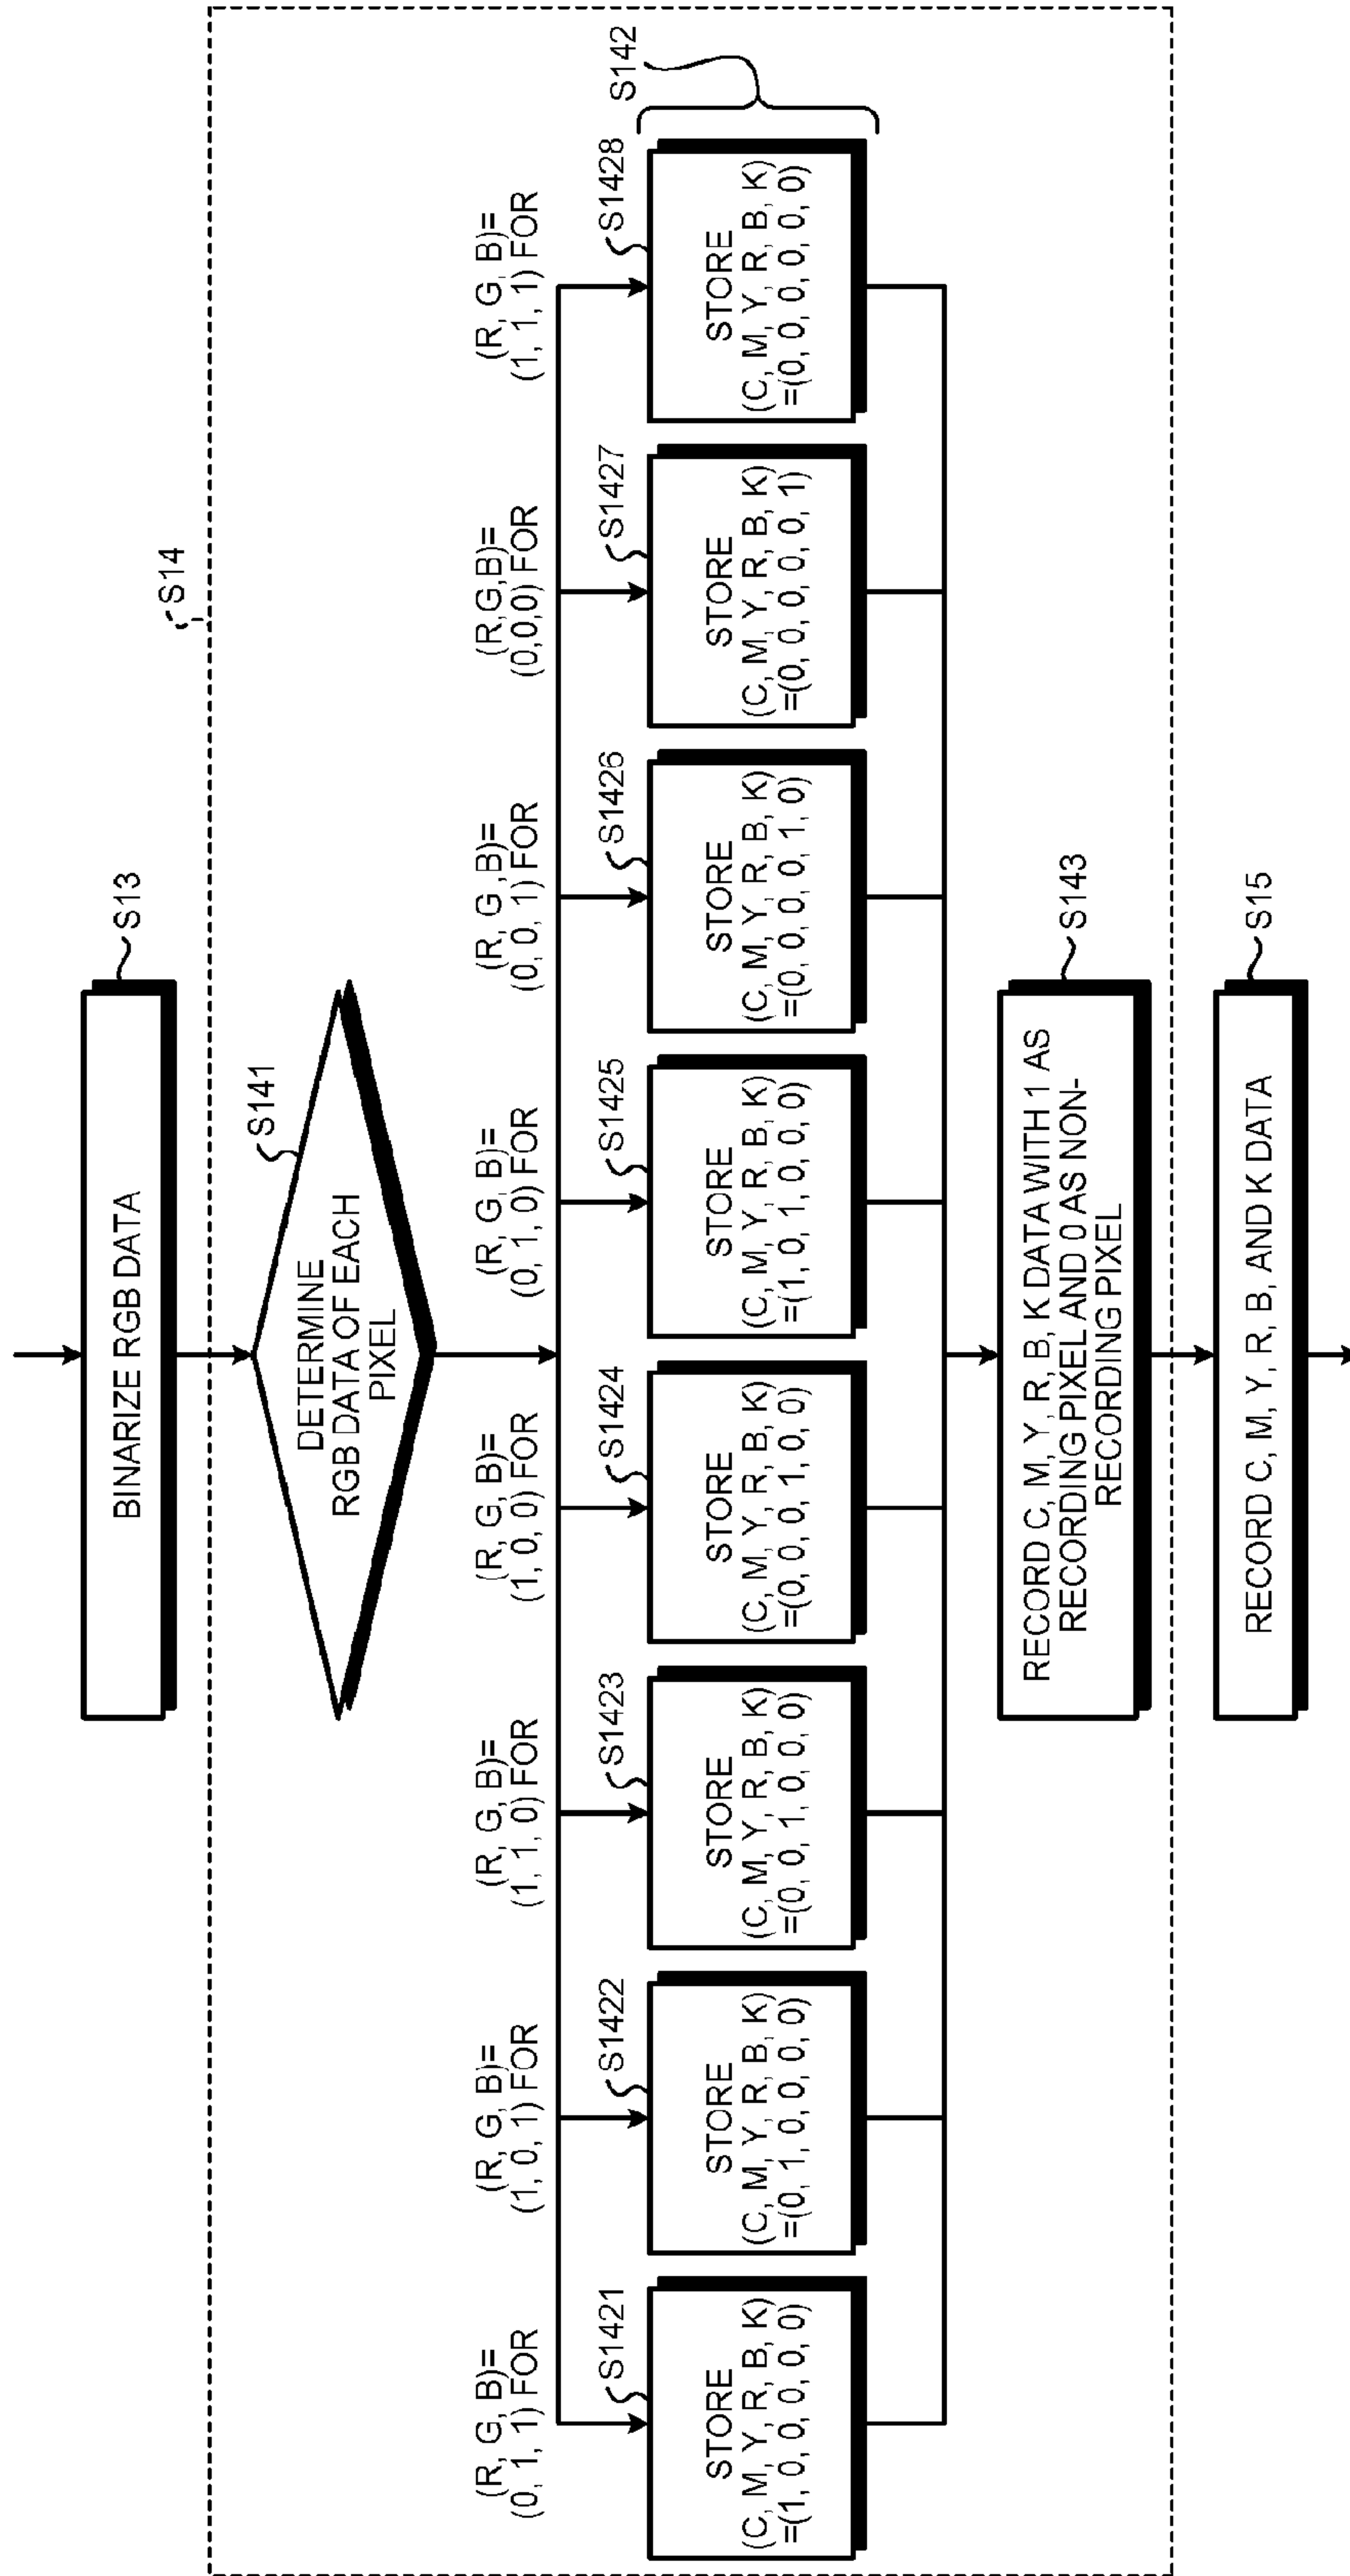 BINARIZE RGB DATA
S13
S14
S141
DETERMINE
RGB DATA OF EACH
PIXEL
(R, G, B)=
(0, 1, 1) FOR
(R, G, B)=
(1, 0, 1) FOR
(R, G, B)=
(1, 1, 0) FOR
(R, G, B)=
(1, 0, 0) FOR
(R, G, B)=
(0, 1, 0) FOR
(R, G ,B)=
(0, 0, 1) FOR
(R,G,B)=
(0,0,0) FOR
(R, G, B)=
(1, 1, 1) FOR
S142
S1421
STORE
(C, M, Y, R, B, K)
=(1, 0, 0, 0, 0, 0)
S1422
STORE
(C, M, Y, R, B, K)
=(0, 1, 0, 0, 0, 0)
S1423
STORE
(C, M, Y, R, B, K)
=(0, 0, 1, 0, 0, 0)
S1424
STORE
(C, M, Y, R, B, K)
=(0, 0, 0, 1, 0, 0)
S1425
STORE
(C, M, Y, R, B, K)
=(1, 0, 1, 0, 0, 0)
S1426
STORE
(C, M, Y, R, B, K)
=(0, 0, 0, 0, 1, 0)
S1427
STORE
(C, M, Y, R, B, K)
=(0, 0, 0, 0, 0, 1)
S1428
STORE
(C, M, Y, R, B, K)
=(0, 0, 0, 0, 0, 0)
S143
RECORD C, M, Y, R, B, K DATA WITH 1 AS
RECORDING PIXEL AND 0 AS NON-
RECORDING PIXEL
S15
RECORD C, M, Y, R, B, AND K DATA